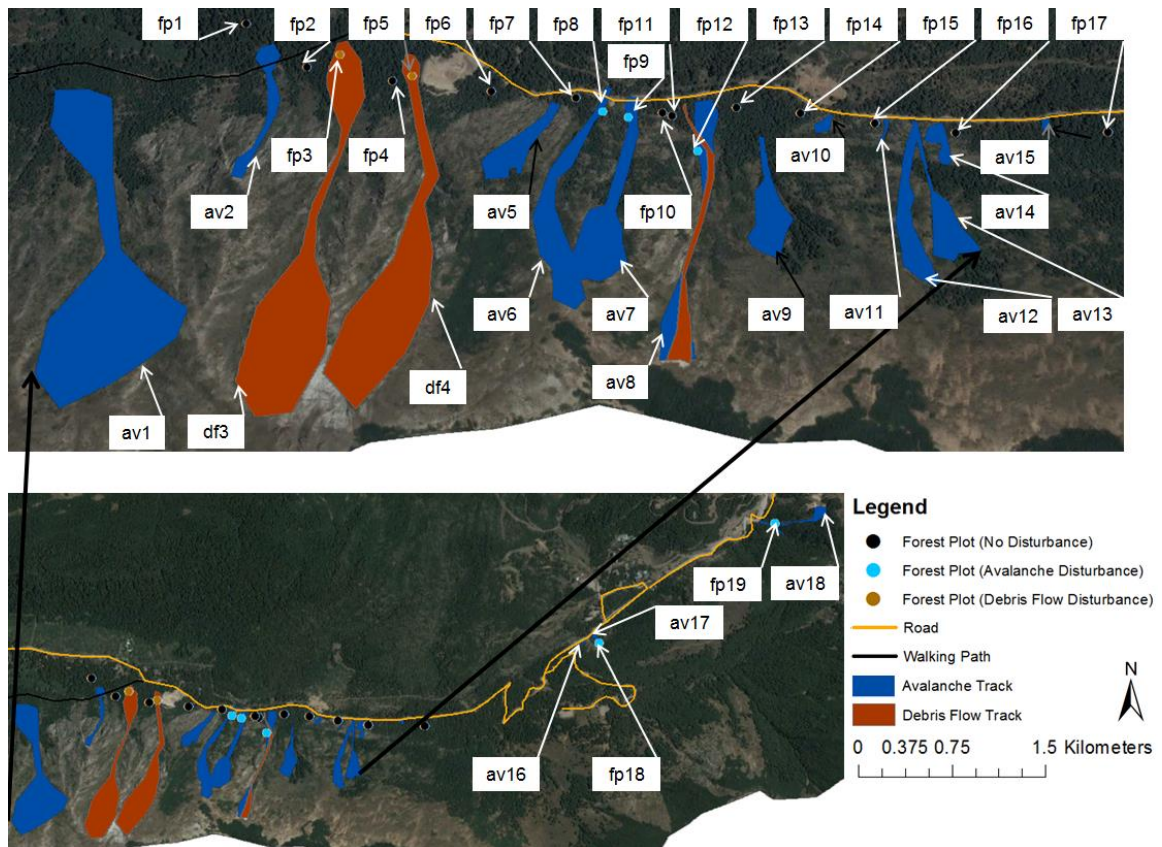 fp1
fp2
fp5
fp6
fp7
fp8
fp11
fp12
fp13
fp14
fp15
fp16
fp17
fp9
fp3
fp4
av2
av5
fp10
av10
av15
av14
av6
av7
av9
av11
av12
av13
av1
df3
df4
av8
Legend
Forest Plot (No Disturbance)
Forest Plot (Avalanche Disturbance)
Forest Plot (Debris Flow Disturbance)
Road
Walking Path
Avalanche Track
Debris Flow Track
N
0 0.375 0.75 1.5 Kilometers
fp19
av18
av17
av16
fp18